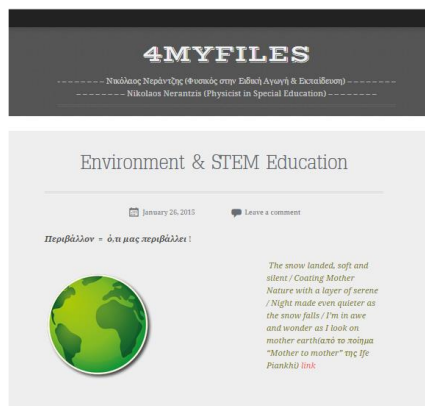 4MYFILES
– – – – – – – – Νικόλαος Νεράντζης (Φυσικός στην Ειδική Αγωγή & Εκπαίδευση) – – – – – – – –
– – – – – – – – Nikolaos Nerantzis (Physicist in Special Education) – – – – – – – –
Environment & STEM Education
January 26, 2015
Leave a comment
Περιβάλλον = ό,τι μας περιβάλλει !
The snow landed, soft and
silent / Coating Mother
Nature with a layer of serene
/ Night made even quieter as
the snow falls / I'm in awe
and wonder as I look on
mother earth(από το ποίημα
"Mother to mother" της Ife
Piankhi) link